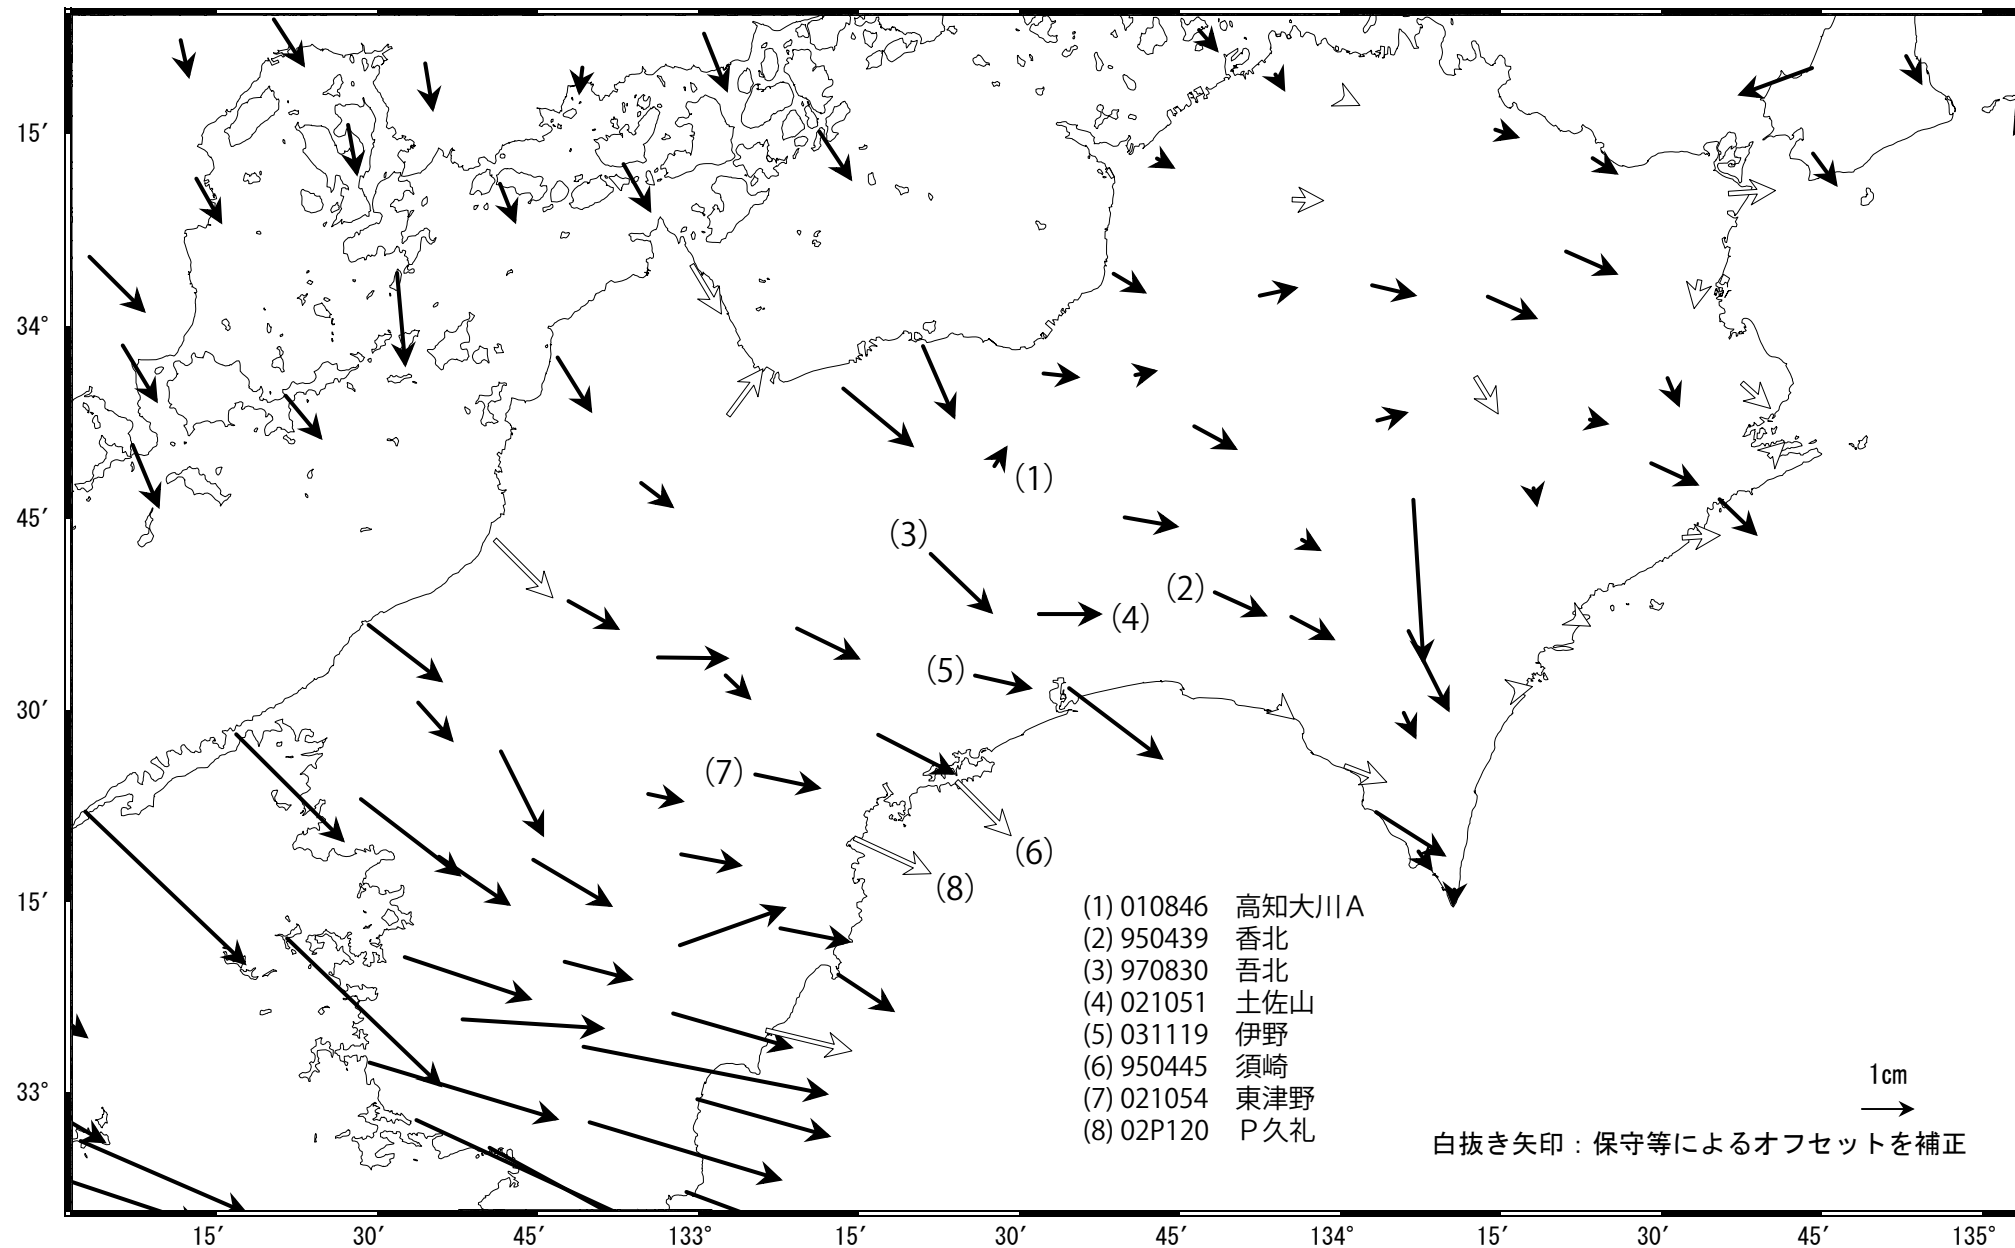 15′
34°
45′
30′
15′
33°
(1)
(3)
(2)
(4)
(5)
(7)
(6)
(8)
(1) 010846 高知大川Ａ
(2) 950439 香北
(3) 970830 吾北
(4) 021051 土佐山
(5) 031119 伊野
(6) 950445 須崎
(7) 021054 東津野
(8) 02P120 Ｐ久礼
1cm
白抜き矢印：保守等によるオフセットを補正
15′ 30′ 45′ 133° 15′ 30′ 45′ 134° 15′ 30′ 45′ 135°